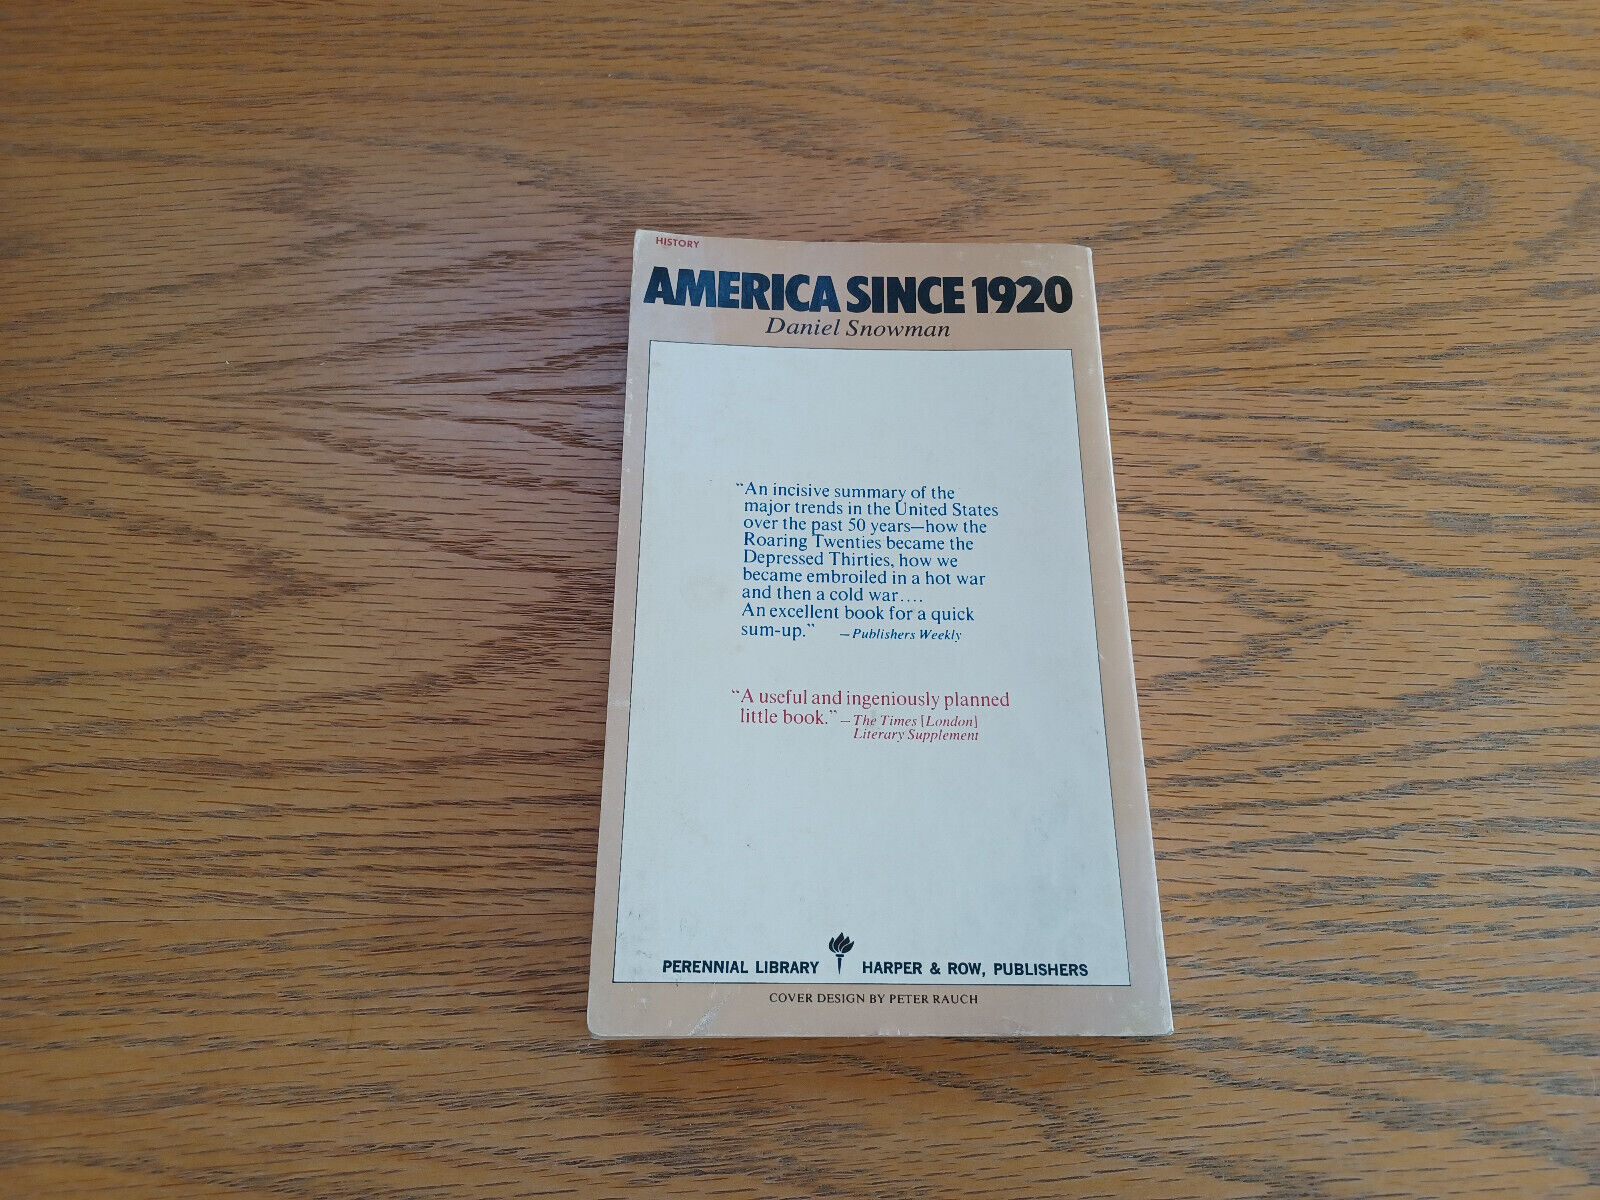 HISTORY
AMERICA SINCE 1920
Daniel Snowman
“An incisive summary of the
major trends in the United States
over the past 50 years—how the
Roaring Twenties became the
Depressed Thirties, how we
became embroiled in a hot war
and then a cold war....
An excellent book for a quick
sum-up.” —Publishers Weekly
“A useful and ingeniously planned
little book.” —The Times [London]
Literary Supplement
PERENNIAL LIBRARY HARPER & ROW, PUBLISHERS
COVER DESIGN BY PETER RAUCH